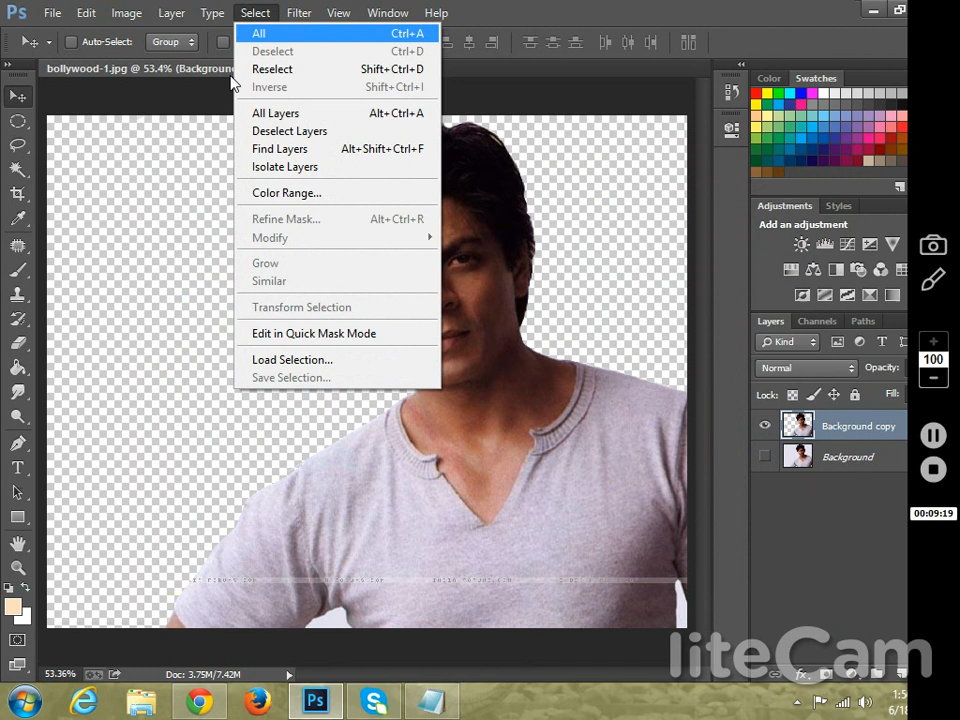 Ps File Edit Image Layer Type Select Filter View Window Help
Auto-Select: Group
bollywood-1.jpg @ 53.4% (Background
All Ctrl+A
Deselect Ctrl+D
Reselect Shift+Ctrl+D
Inverse Shift+Ctrl+I
All Layers Alt+Ctrl+A
Deselect Layers
Find Layers Alt+Shift+Ctrl+F
Isolate Layers
Color Range...
Refine Mask... Alt+Ctrl+R
Modify
Grow
Similar
Transform Selection
Edit in Quick Mask Mode
Load Selection...
Save Selection...
Color Swatches
Adjustments Styles
Add an adjustment
Layers Channels Paths
Kind
Normal Opacity:
Lock: Fill:
Background copy
Background
100
00:09:19
53.36% Doc: 3.75M/7.42M
liteCam
Ps